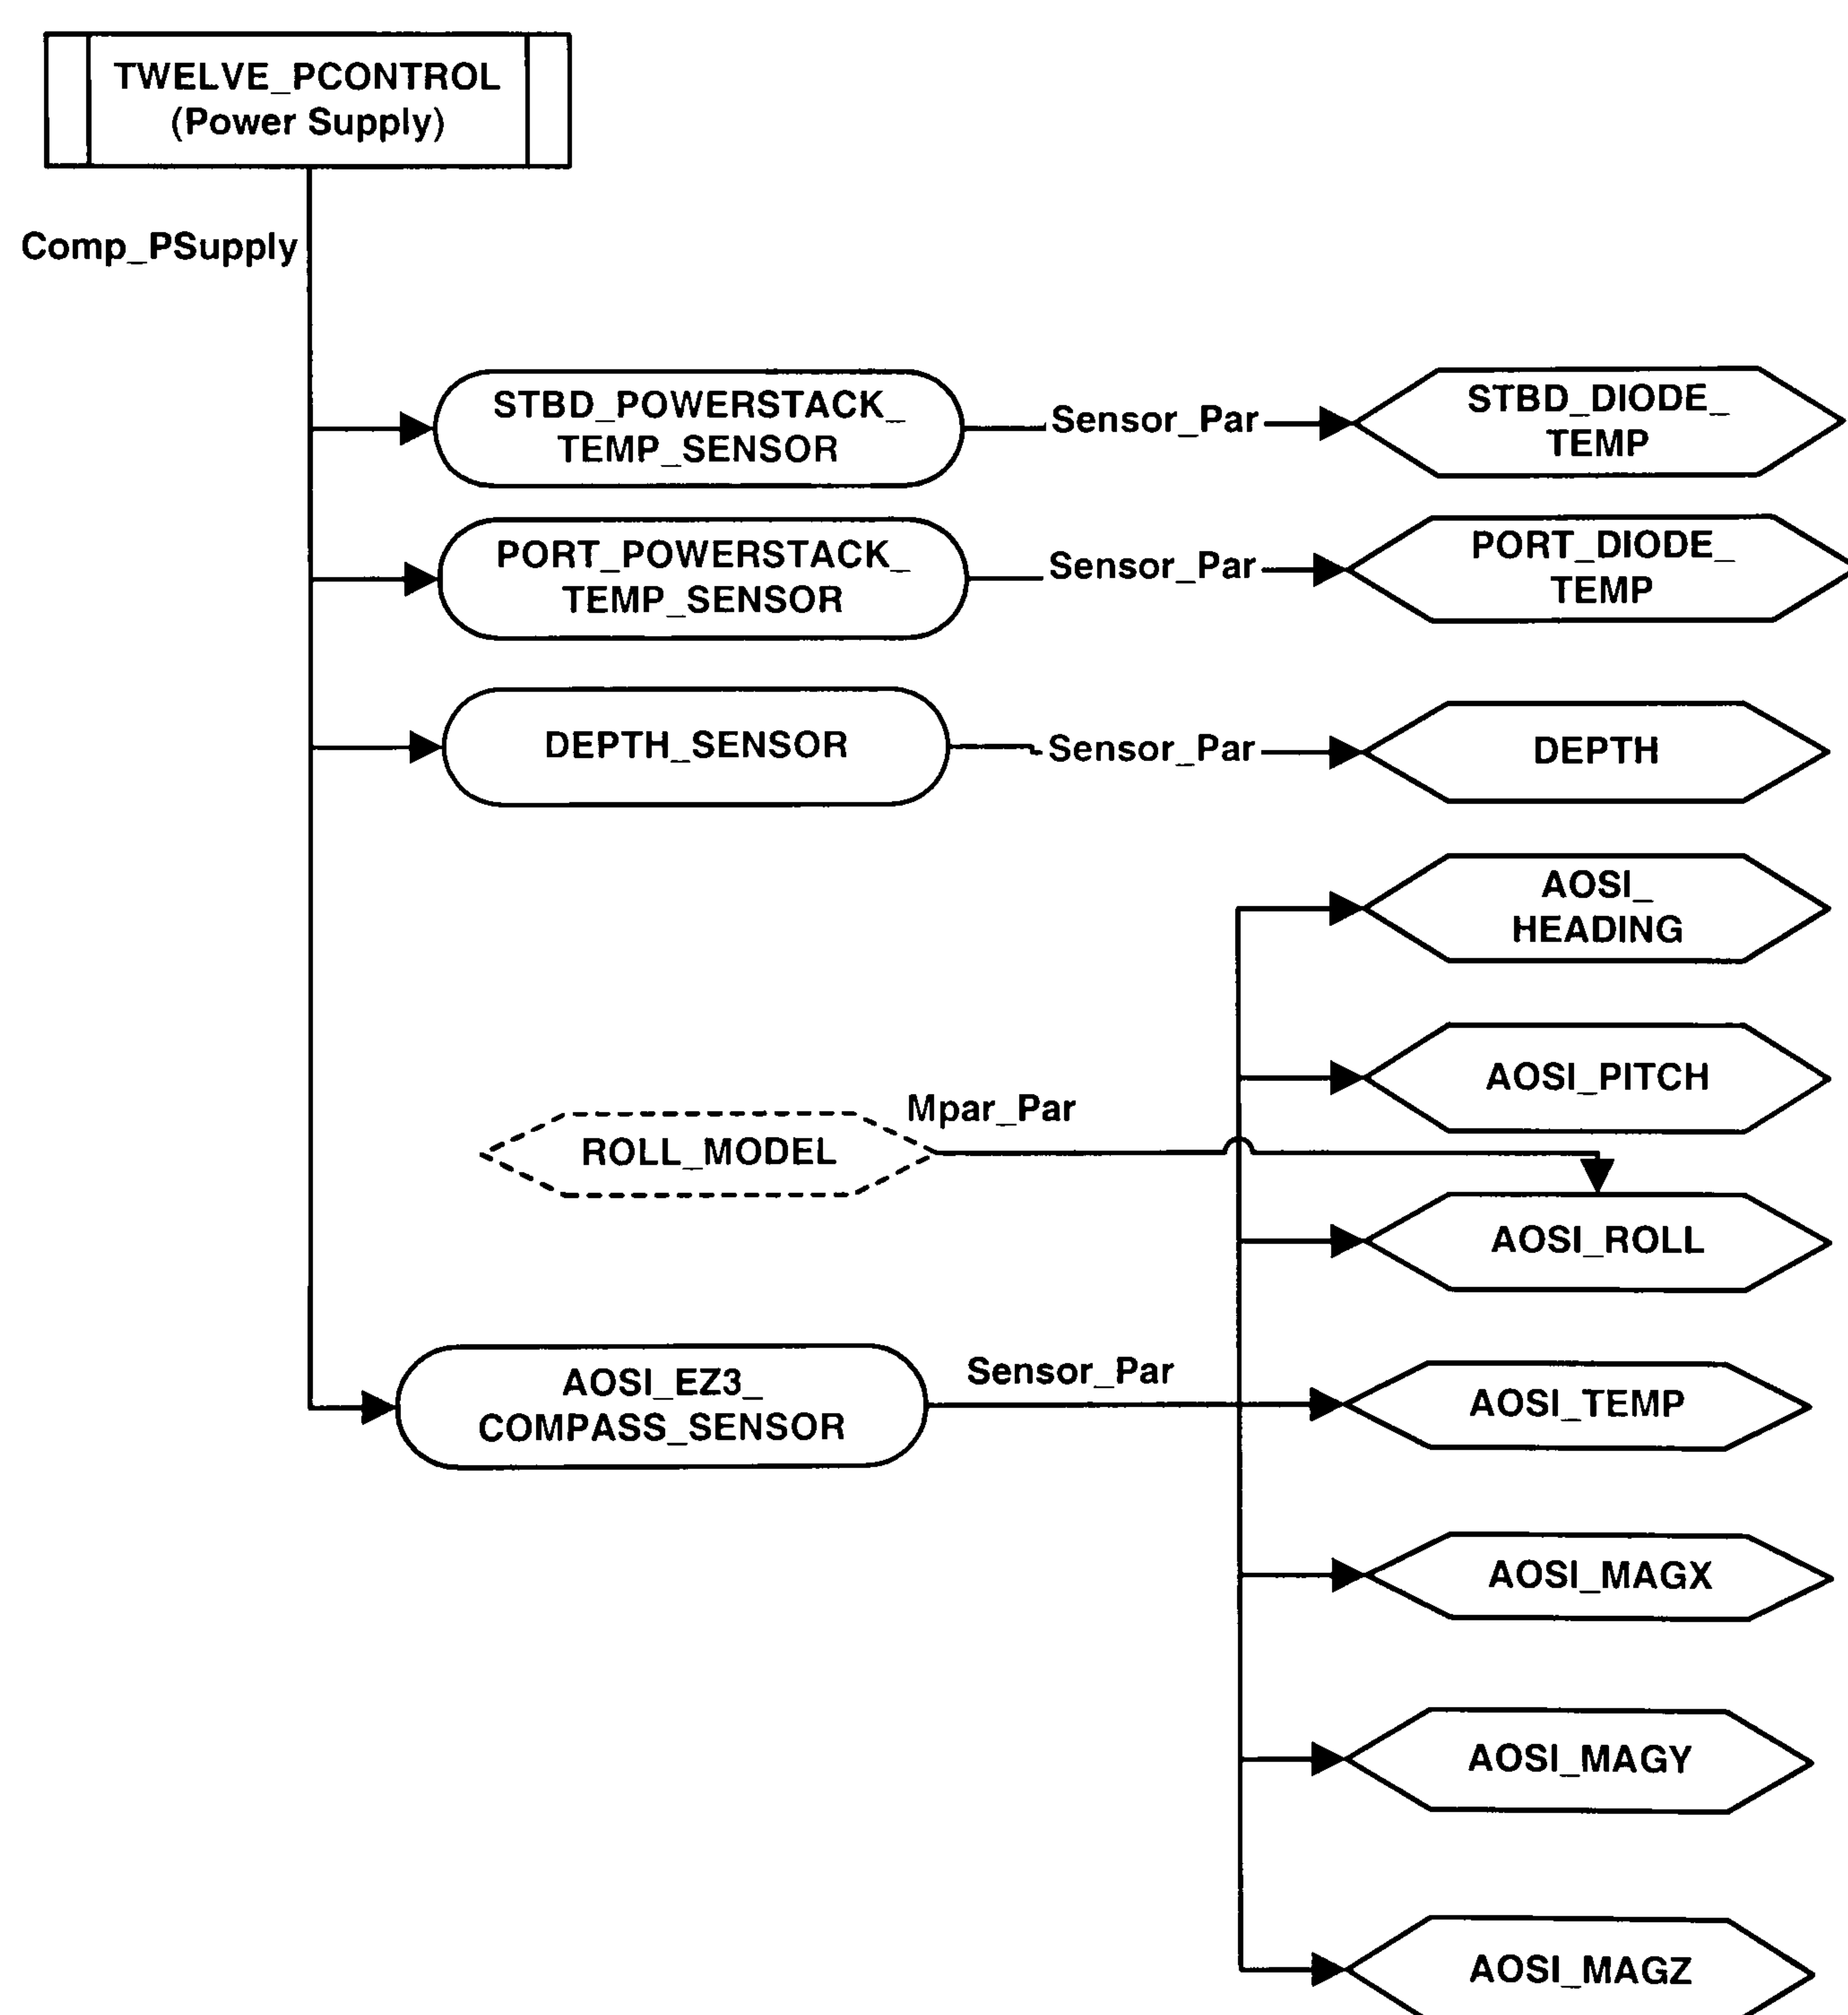 TWELVE_PCONTROL
(Power Supply)
Comp_PSupply
STBD_POWERSTACK_
TEMP_SENSOR
Sensor_Par
STBD_DIODE_
TEMP
PORT_POWERSTACK_
TEMP_SENSOR
Sensor_Par
PORT_DIODE_
TEMP
DEPTH_SENSOR
Sensor_Par
DEPTH
AOSI_
HEADING
AOSI_PITCH
Mpar_Par
ROLL_MODEL
AOSI_ROLL
AOSI_EZ3_
COMPASS_SENSOR
Sensor_Par
AOSI_TEMP
AOSI_MAGX
AOSI_MAGY
AOSI_MAGZ